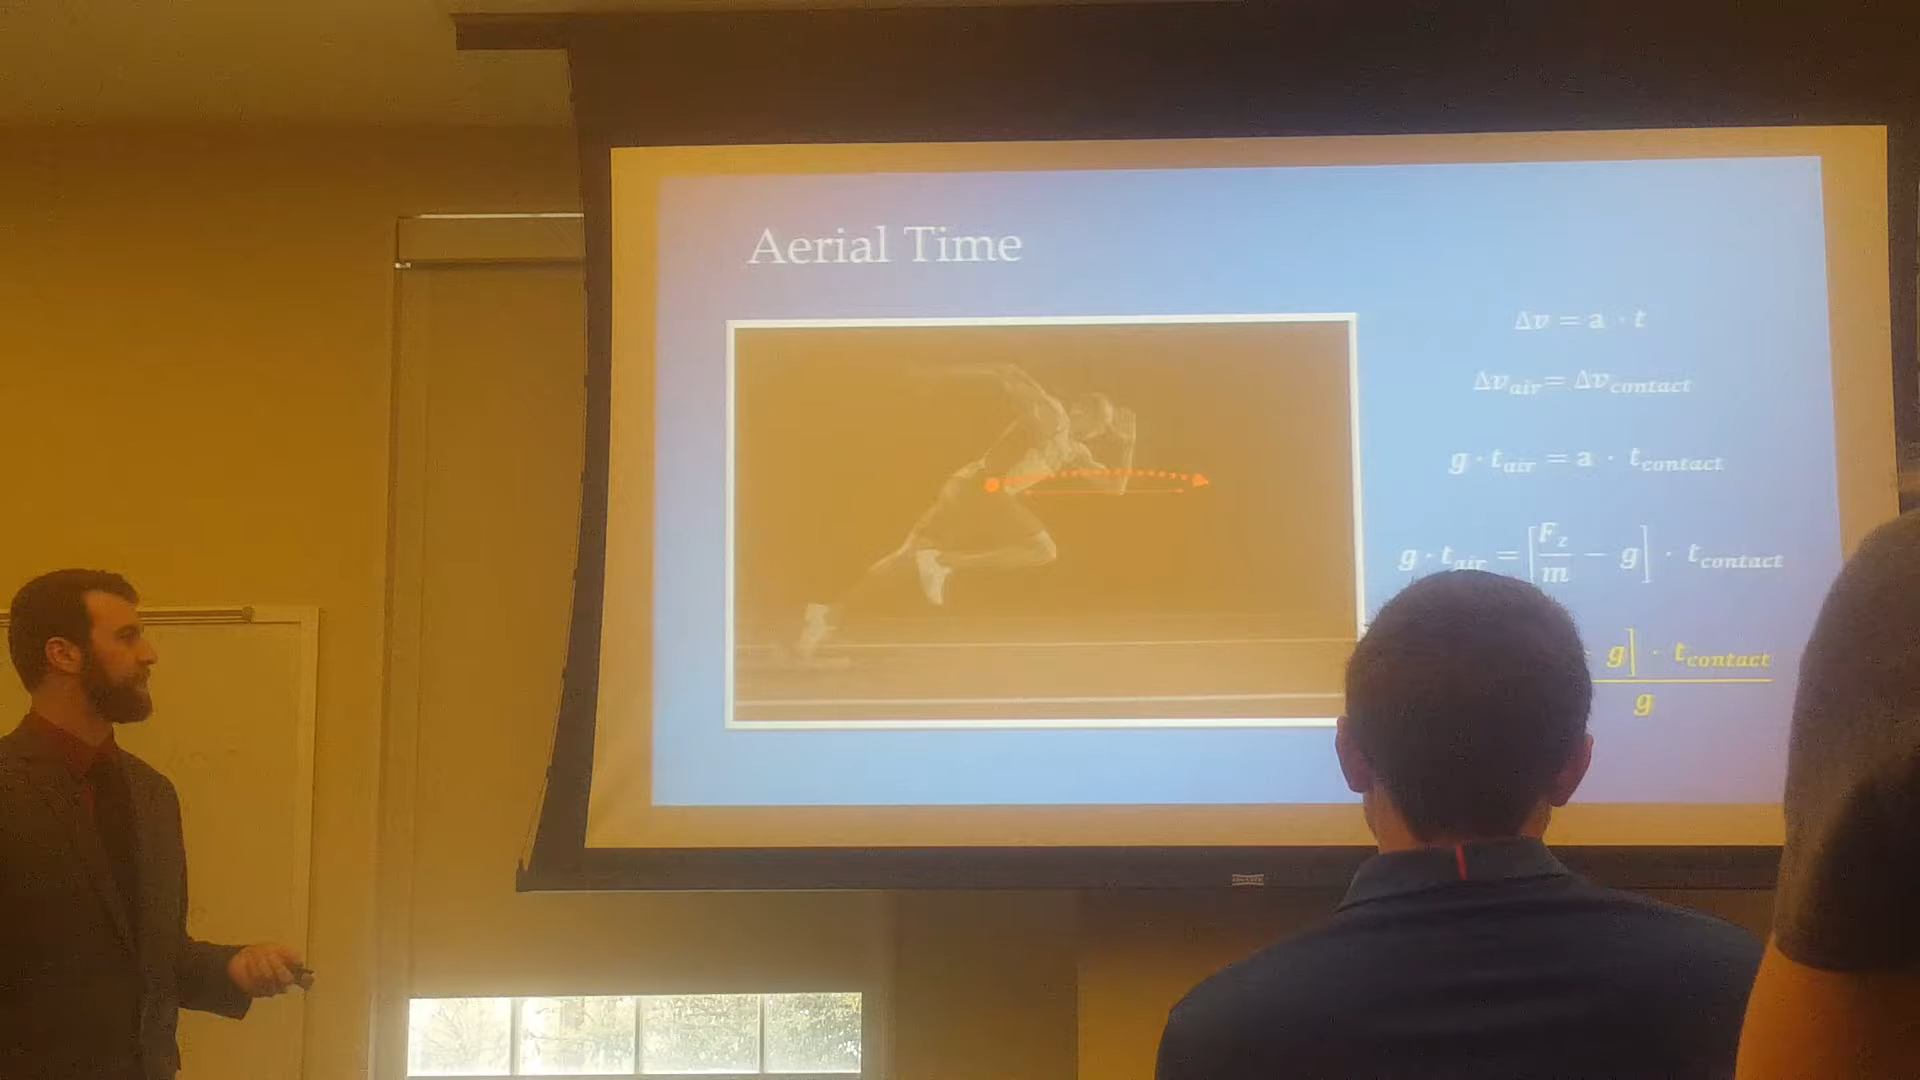 Aerial Time
Δv = a · t
Δv_air = Δv_contact
g · t_air = a · t_contact
g · t_air = [F_z/m − g] · t_contact
g] · t_contact
g